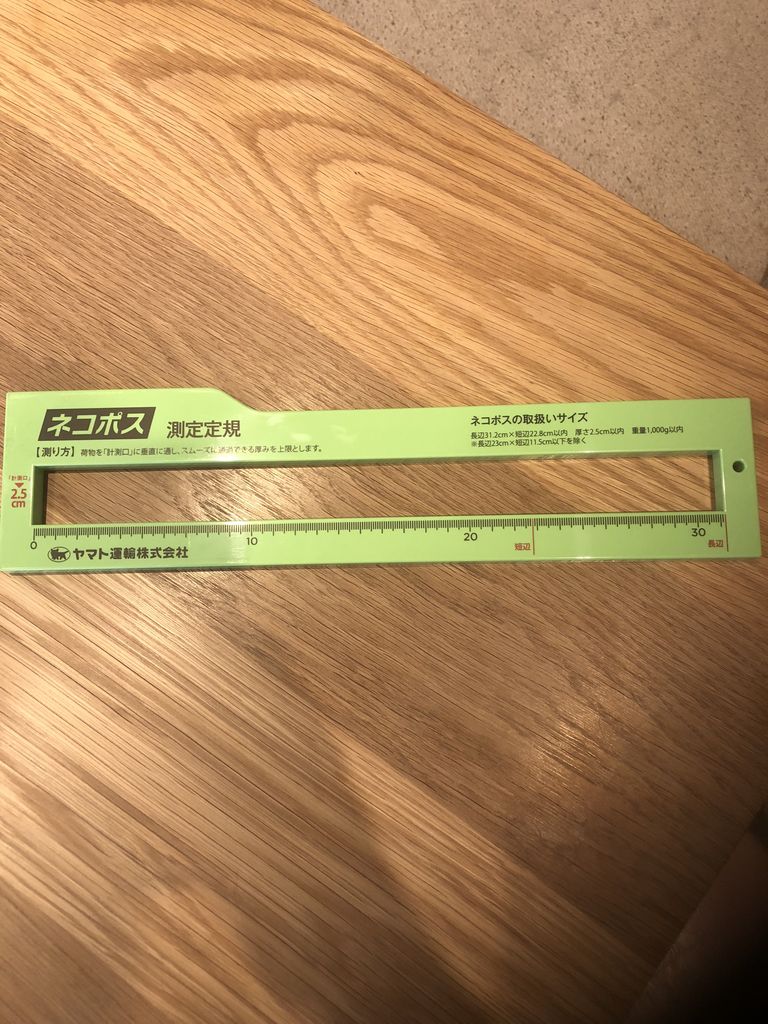 ネコポス 測定定規
【測り方】 荷物を「計測口」に垂直に通し、スムーズに通過できる厚みを上限とします。
ネコポスの取扱いサイズ
長辺31.2cm×短辺22.8cm以内 厚さ2.5cm以内 重量1,000g以内
※長辺23cm×短辺11.5cm以下を除く
「計測口」
▼
2.5
cm
0 10 20 30
短辺 長辺
ヤマト運輸株式会社